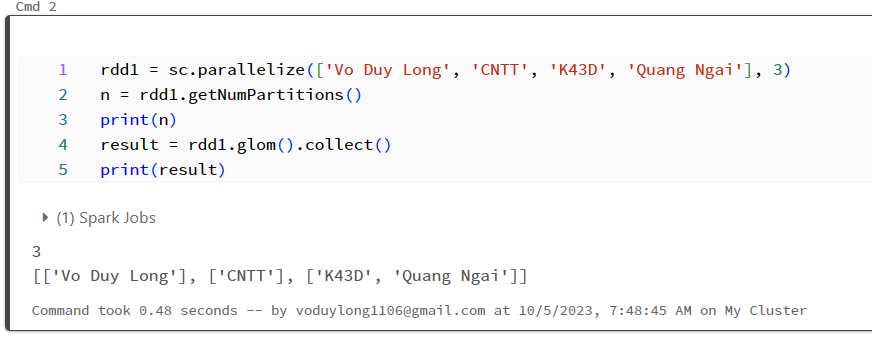 Cmd 2
1 rdd1 = sc.parallelize(['Vo Duy Long', 'CNTT', 'K43D', 'Quang Ngai'], 3)
2 n = rdd1.getNumPartitions()
3 print(n)
4 result = rdd1.glom().collect()
5 print(result)
(1) Spark Jobs
3
[['Vo Duy Long'], ['CNTT'], ['K43D', 'Quang Ngai']]
Command took 0.48 seconds -- by voduylong1106@gmail.com at 10/5/2023, 7:48:45 AM on My Cluster